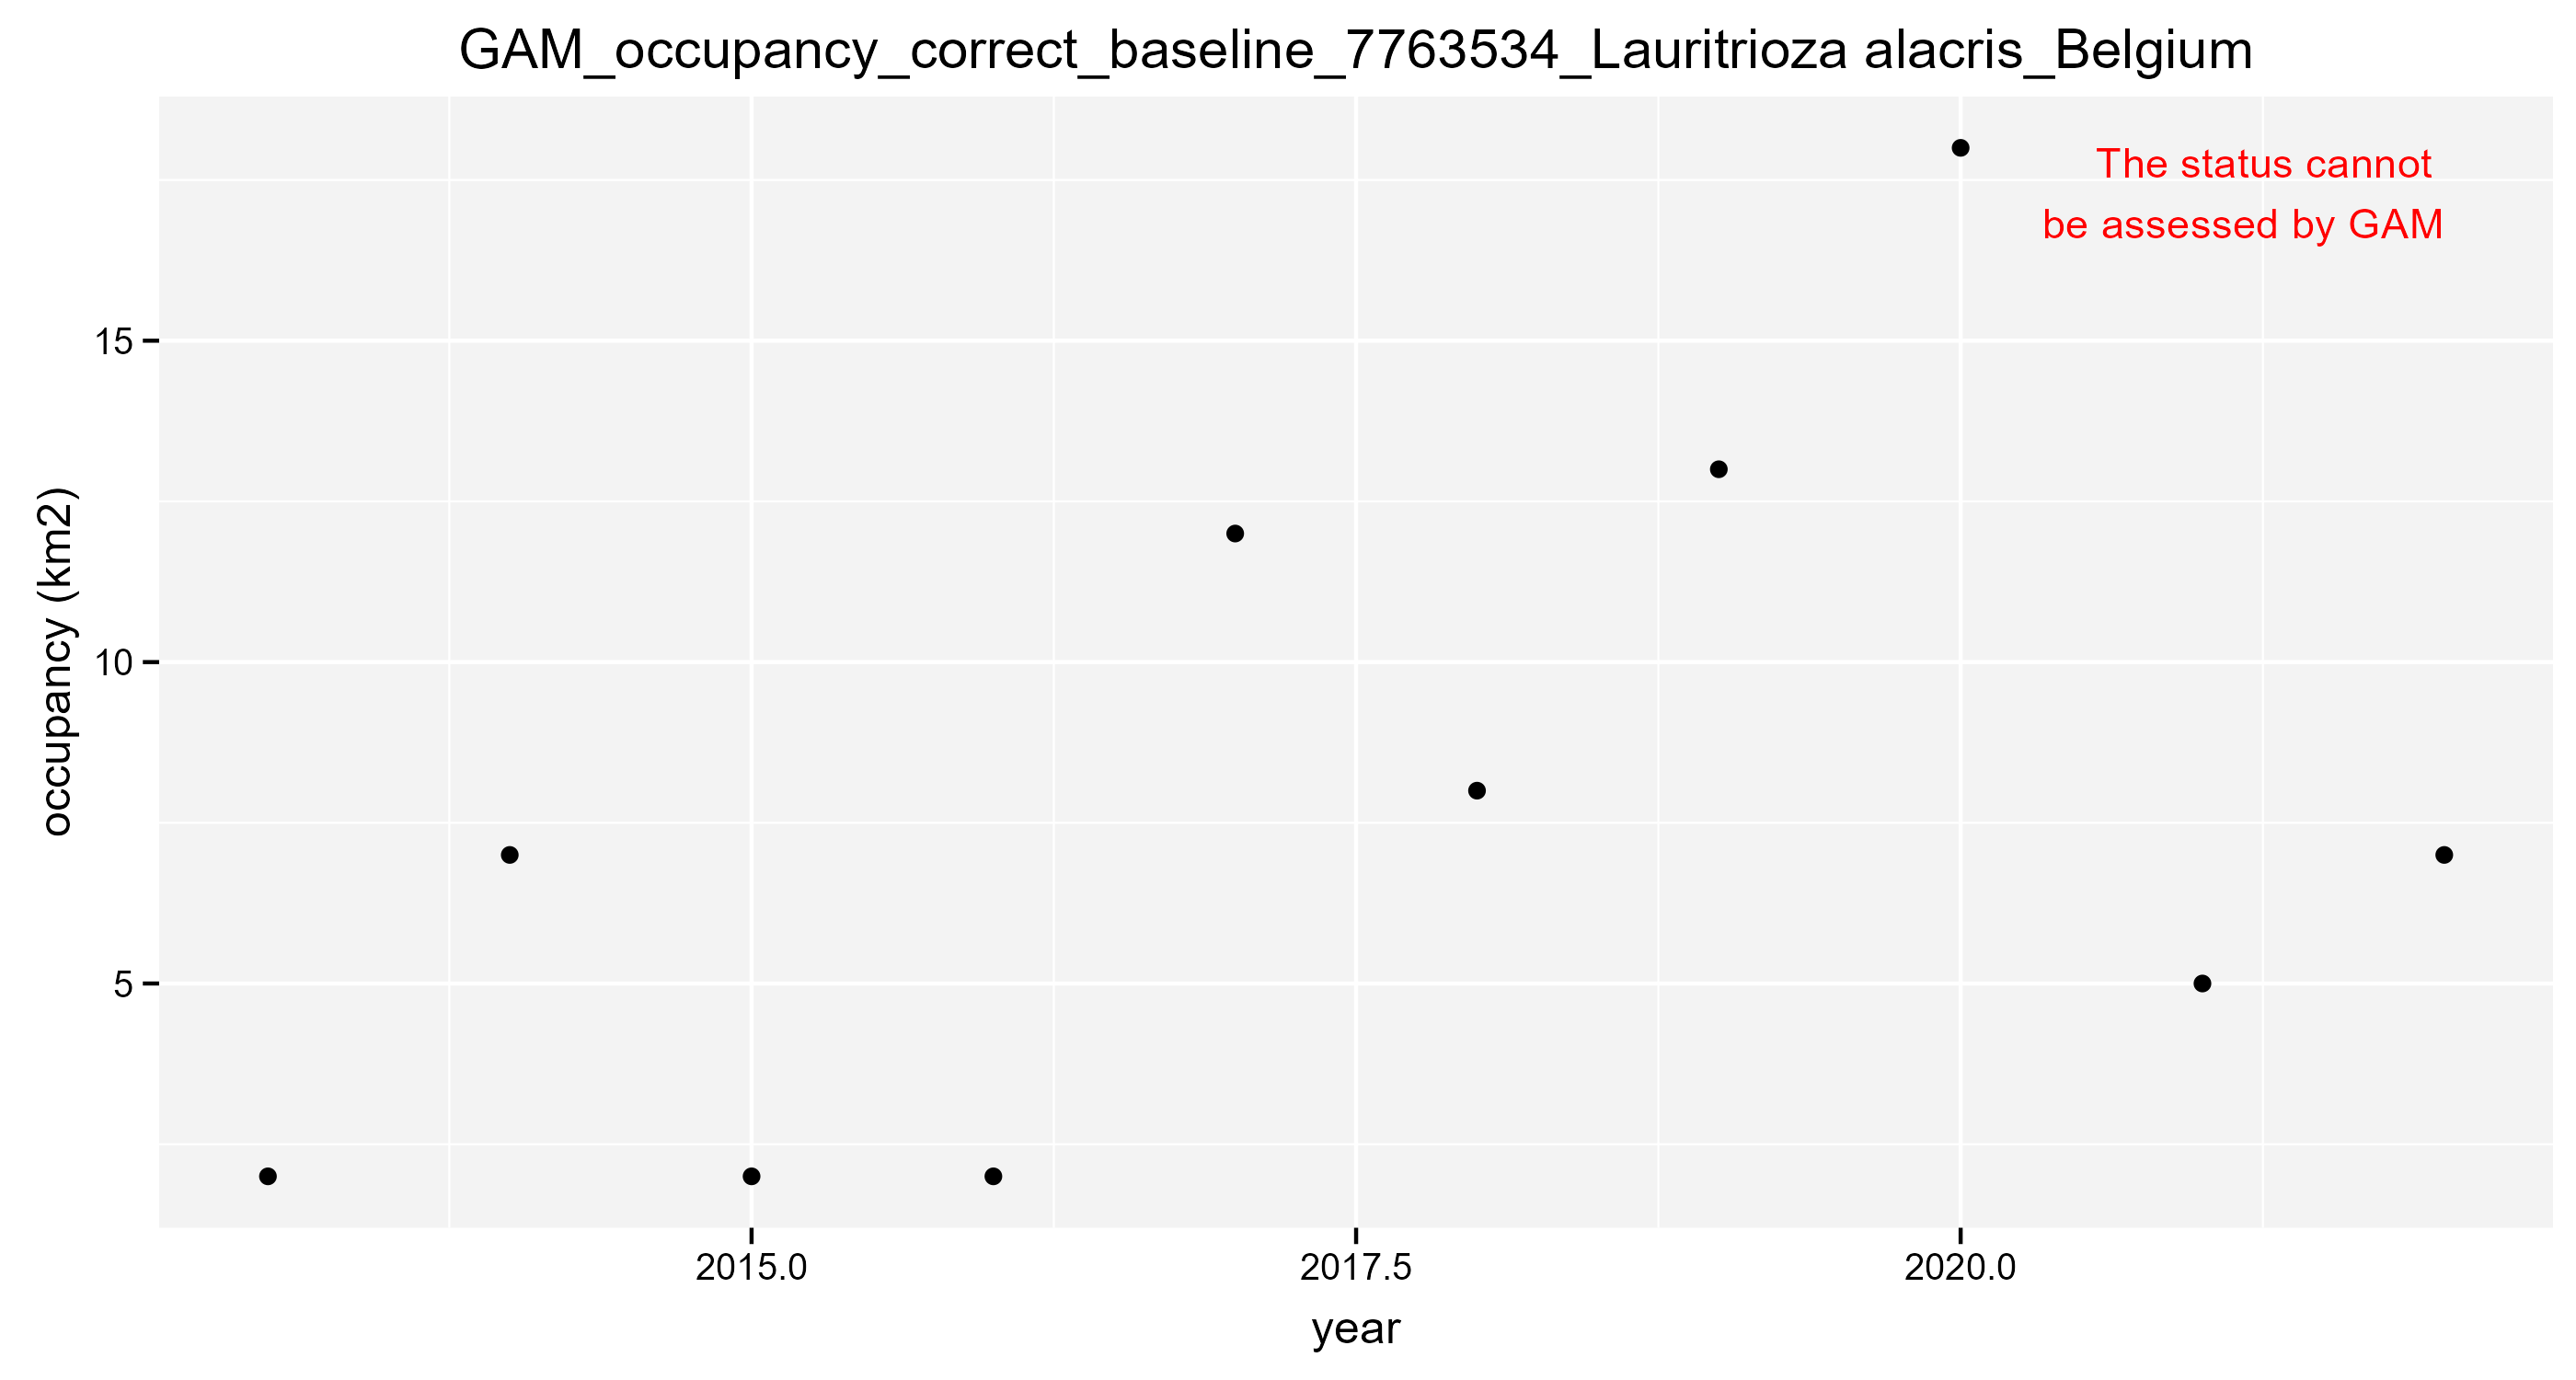 GAM_occupancy_correct_baseline_7763534_Lauritrioza alacris_Belgium
The status cannot
be assessed by GAM
occupancy (km2)
15
10
5
2015.0
2017.5
2020.0
year